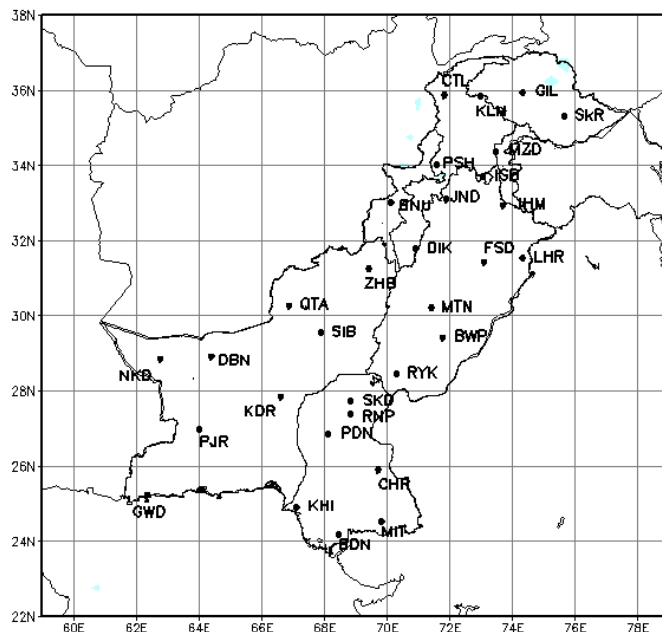 38N
36N
34N
32N
30N
28N
26N
24N
22N
CTL
GIL
KLN
SkR
MZD
PSH
ISB
BNU
JND
JHM
DIK
FSD
LHR
ZHB
QTA
MTN
SIB
BWP
DBN
NKD
RYK
KDR
SKD
RNP
PDN
PJR
CHR
GWD
KHI
MIT
BDN
60E 62E 64E 66E 68E 70E 72E 74E 76E 78E